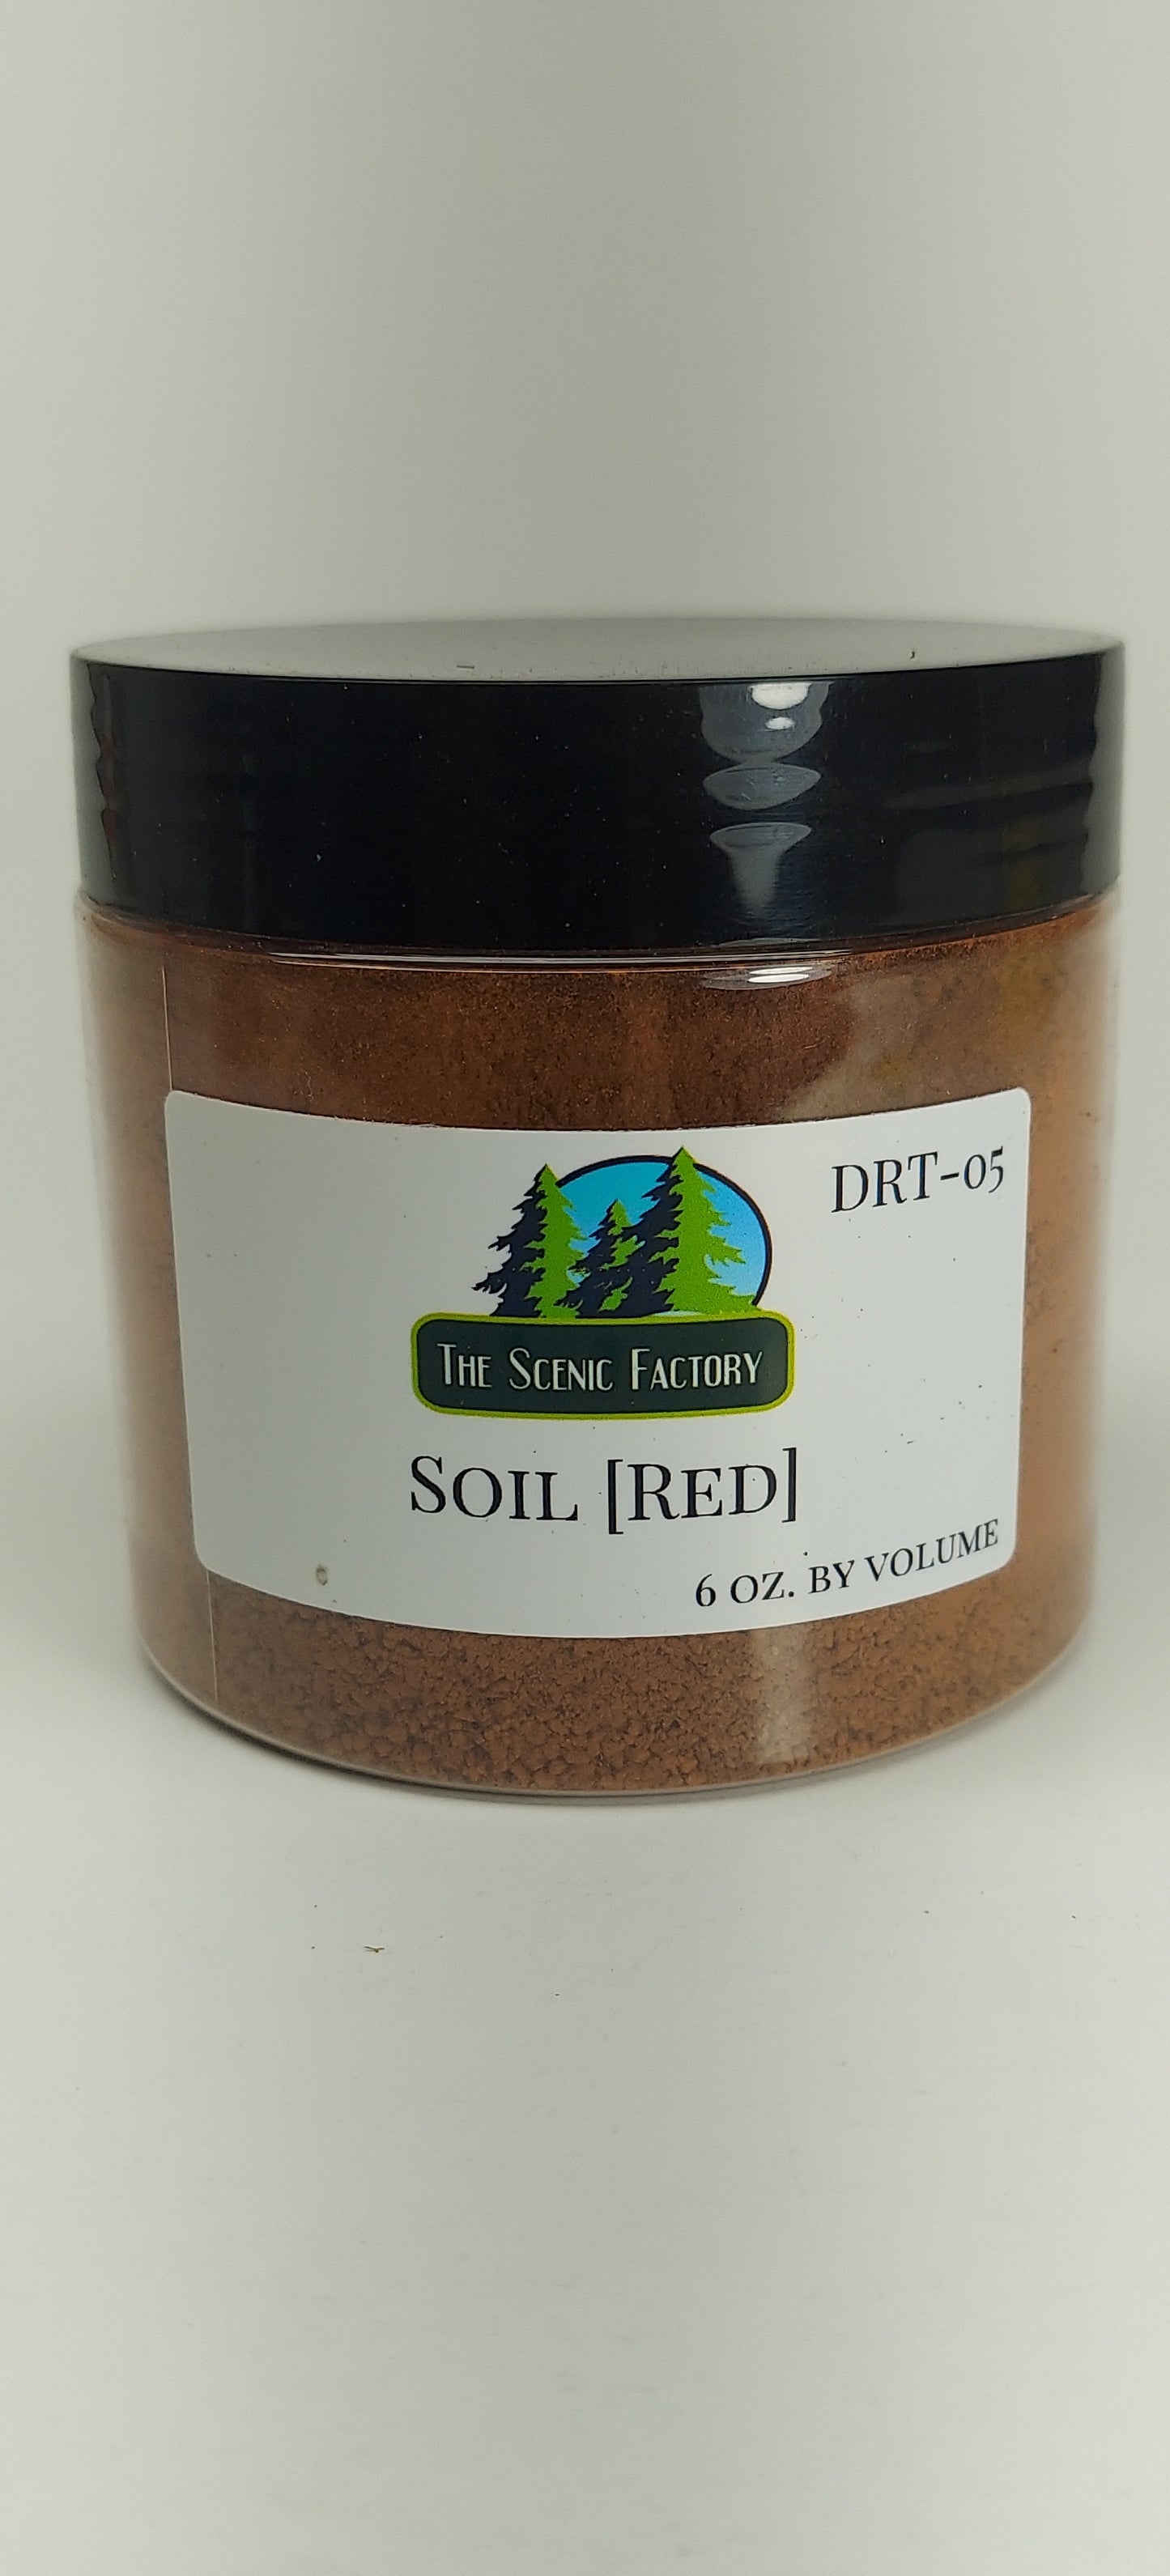 DRT-05
The Scenic Factory
Soil [Red]
6 oz. by volume